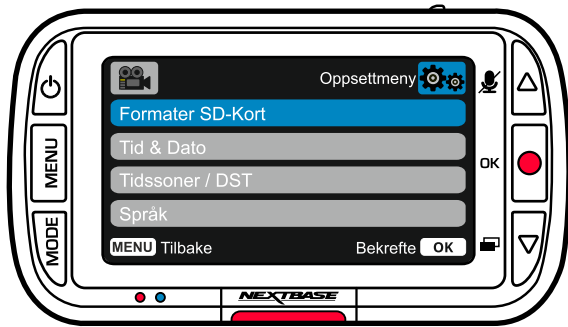 Oppsettmeny
Formater SD-Kort
Tid & Dato
Tidssoner / DST
Språk
MENU Tilbake Bekrefte OK
MENU
MODE
OK
NEXTBASE